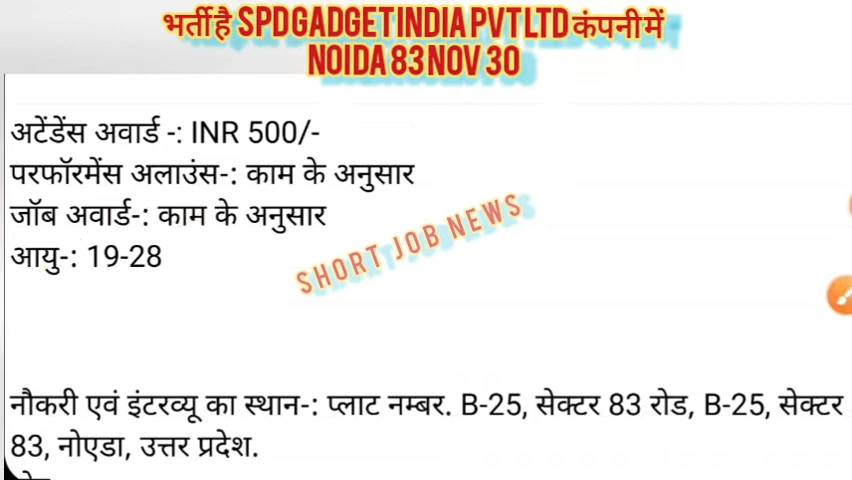 भर्ती है SPD GADGET INDIA PVT LTD कंपनी में
NOIDA 83 NOV 30
अटेंडेंस अवार्ड -: INR 500/-
परफॉरमेंस अलाउंस-: काम के अनुसार
जॉब अवार्ड-: काम के अनुसार
SHORT JOB NEWS
आयु-: 19-28
नौकरी एवं इंटरव्यू का स्थान-: प्लाट नम्बर. B-25, सेक्टर 83 रोड, B-25, सेक्टर
83, नोएडा, उत्तर प्रदेश.